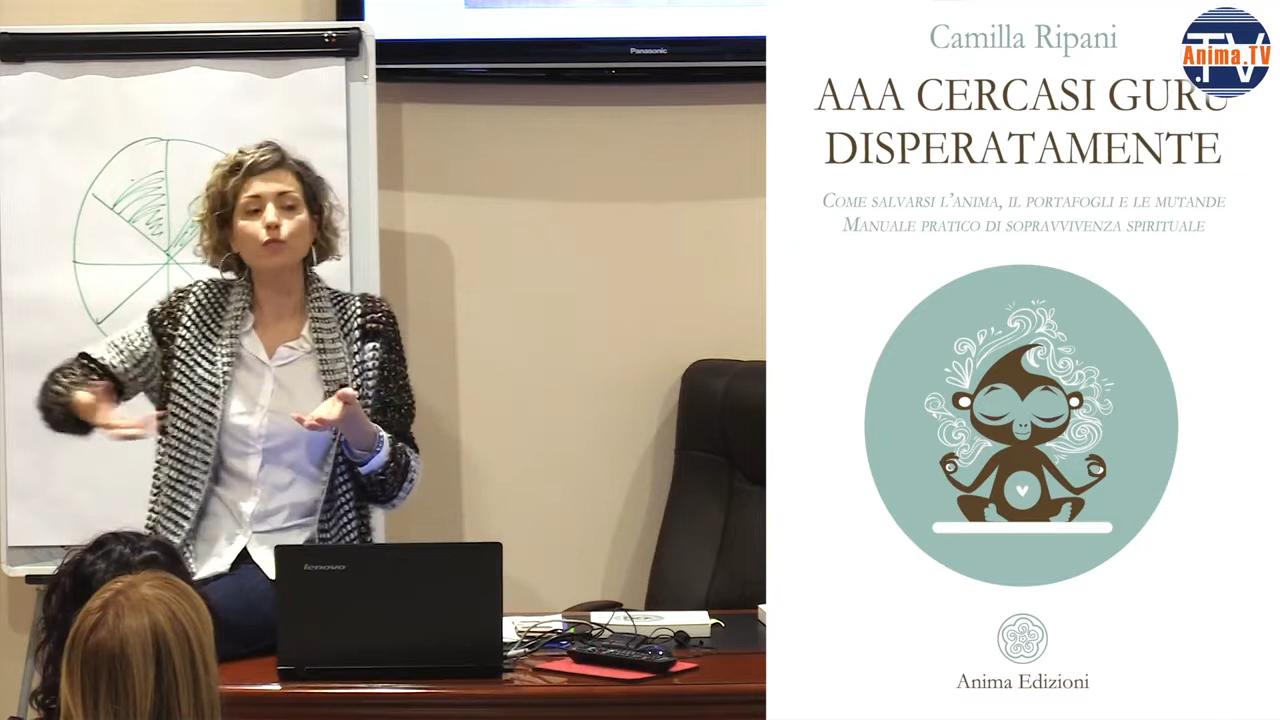 Panasonic
lenovo
Camilla Ripani
TV
Anima.TV
AAA CERCASI GURU
DISPERATAMENTE
COME SALVARSI L'ANIMA, IL PORTAFOGLI E LE MUTANDE
MANUALE PRATICO DI SOPRAVVIVENZA SPIRITUALE
Anima Edizioni